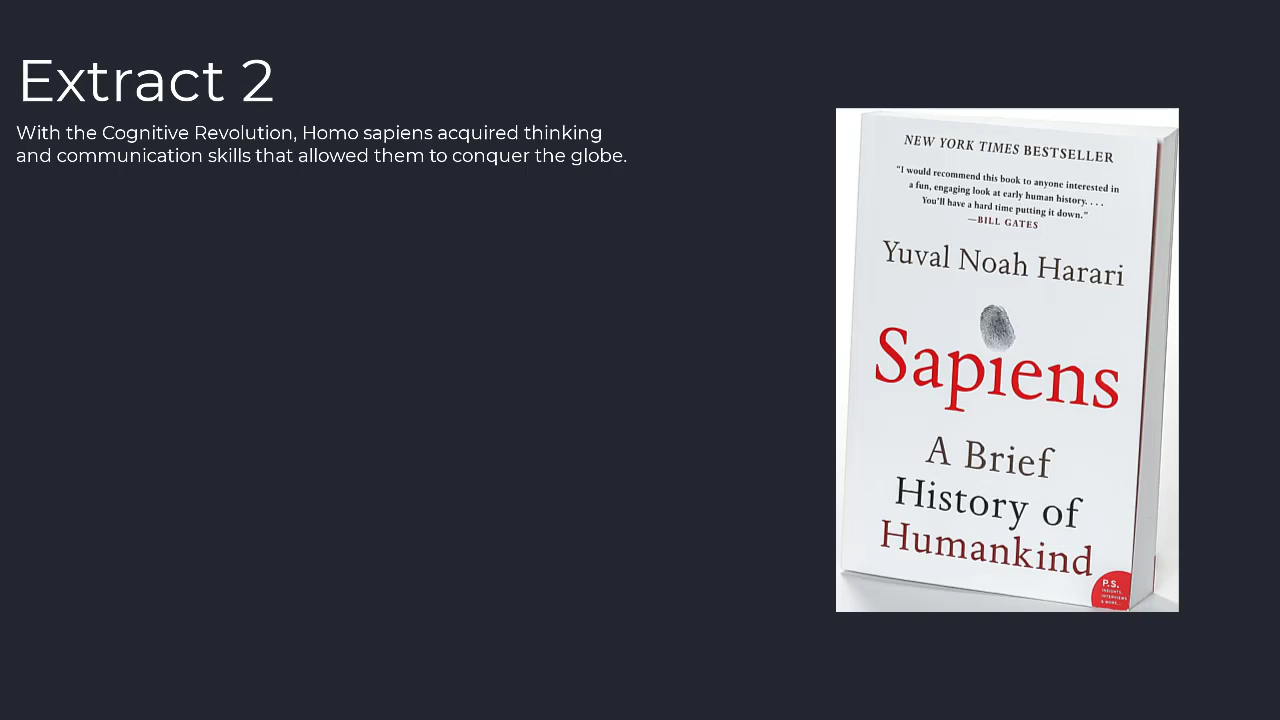 Extract 2
With the Cognitive Revolution, Homo sapiens acquired thinking
and communication skills that allowed them to conquer the globe.
NEW YORK TIMES BESTSELLER
"I would recommend this book to anyone interested in
a fun, engaging look at early human history. . . .
You'll have a hard time putting it down."
—BILL GATES
Yuval Noah Harari
Sapiens
A Brief
History of
Humankind
P.S.
INSIGHTS,
INTERVIEWS
& MORE...